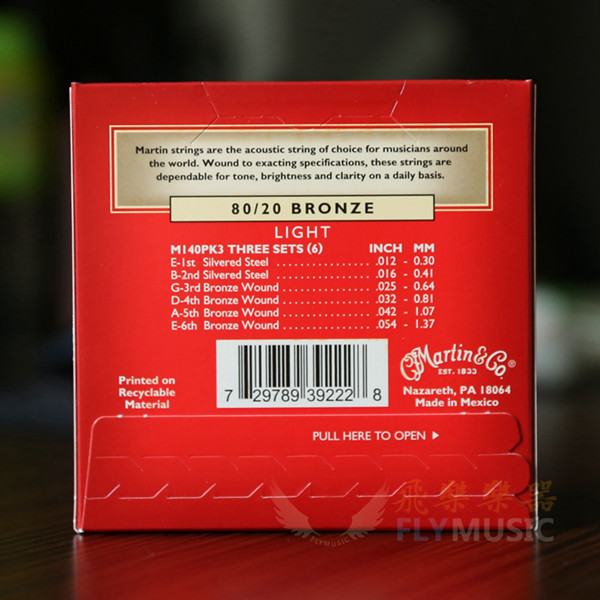 Martin strings are the acoustic string of choice for musicians around
the world. Wound to exacting specifications, these strings are
dependable for tone, brightness and clarity on a daily basis.
80/20 BRONZE
LIGHT
M140PK3 THREE SETS (6) INCH MM
E-1st Silvered Steel .012 - 0.30
B-2nd Silvered Steel .016 - 0.41
G-3rd Bronze Wound .025 - 0.64
D-4th Bronze Wound .032 - 0.81
A-5th Bronze Wound .042 - 1.07
E-6th Bronze Wound .054 - 1.37
7 29789 39222 8
Printed on
Recyclable
Material
CFMartin & Co®
EST. 1833
Nazareth, PA 18064
Made in Mexico
PULL HERE TO OPEN ►
飛樂樂器
FLYMUSIC
FLYMUSIC